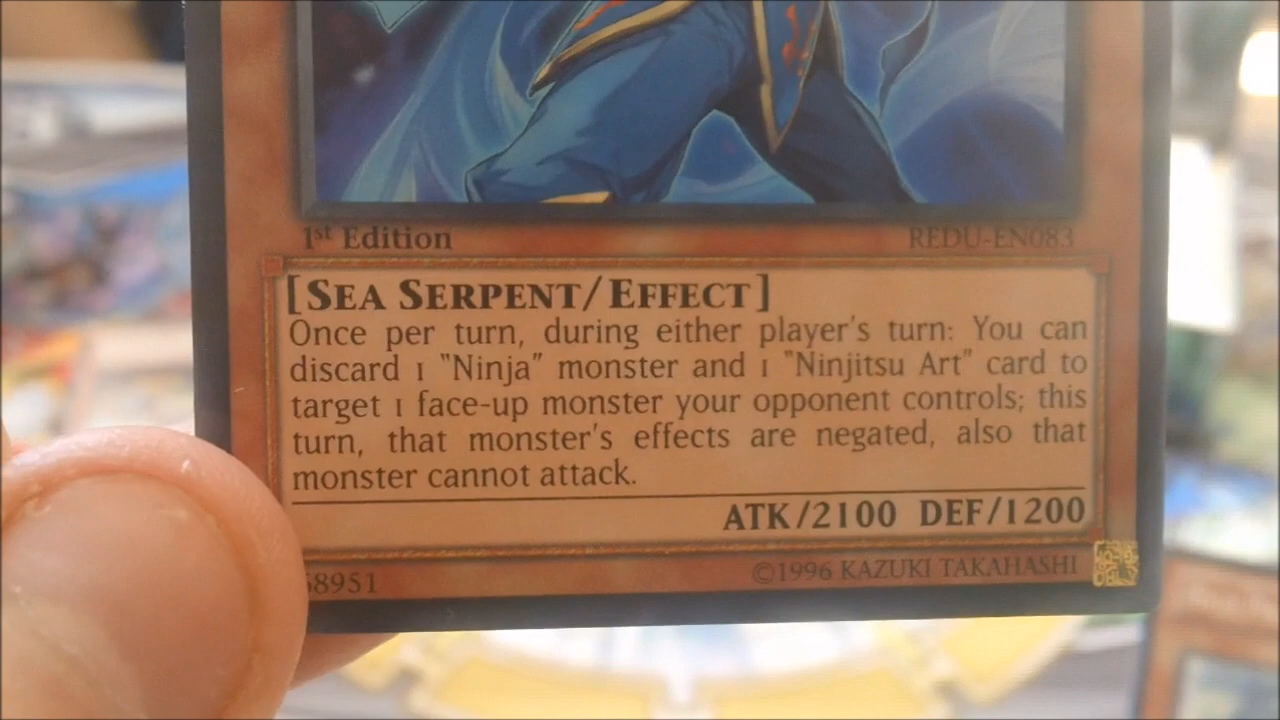 1st Edition
REDU-EN083
[SEA SERPENT/EFFECT]
Once per turn, during either player's turn: You can
discard 1 "Ninja" monster and 1 "Ninjitsu Art" card to
target 1 face-up monster your opponent controls; this
turn, that monster's effects are negated, also that
monster cannot attack.
ATK/2100 DEF/1200
8951
©1996 KAZUKI TAKAHASHI